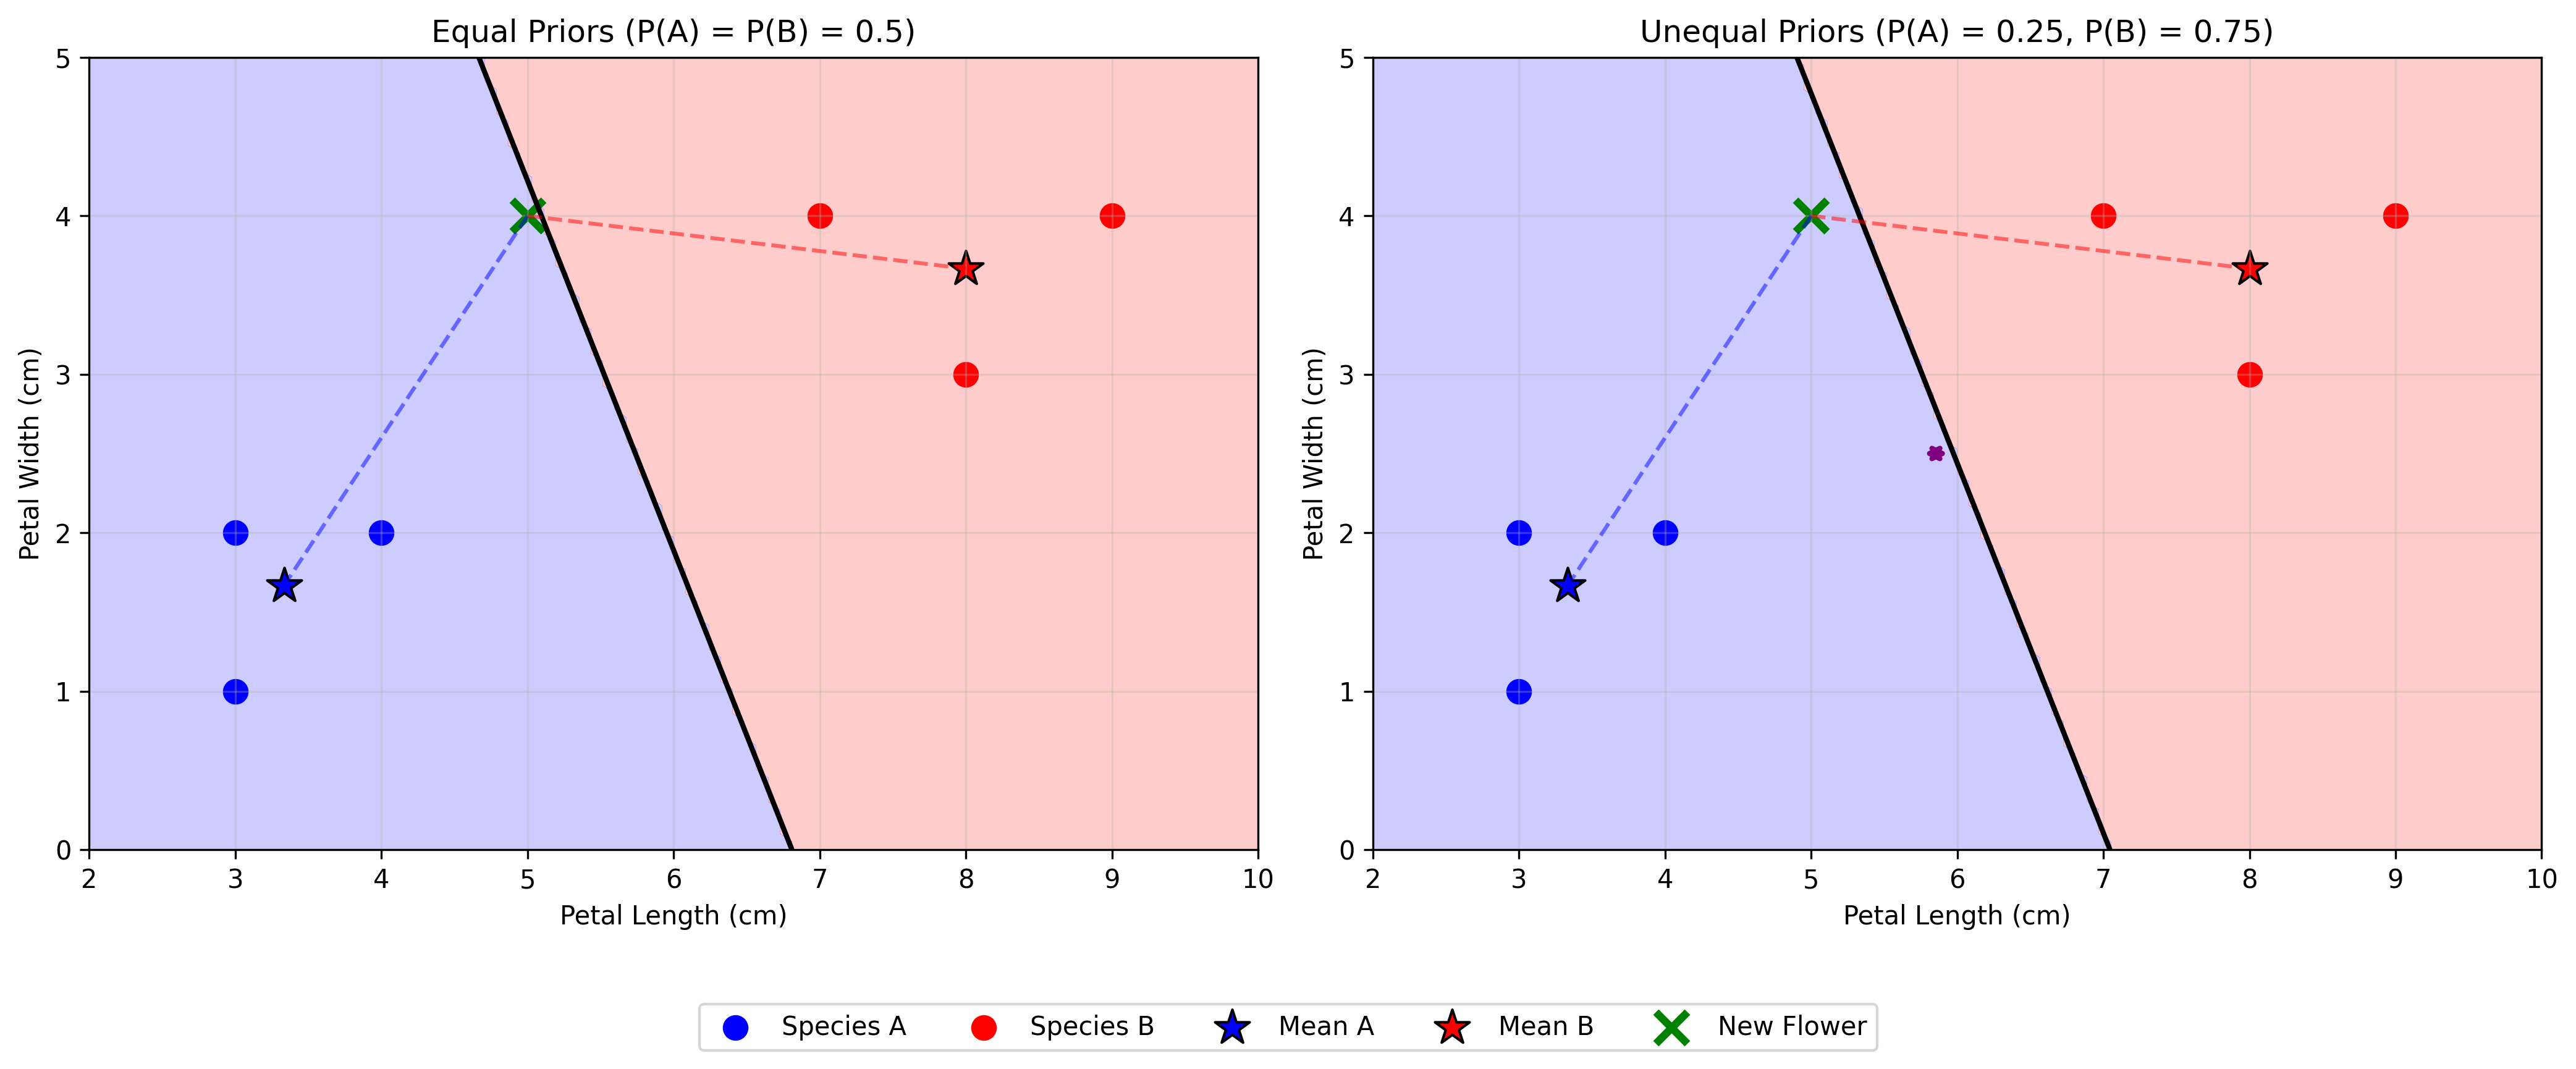 Equal Priors (P(A) = P(B) = 0.5)
5
4
3
2
1
0
Petal Width (cm)
2 3 4 5 6 7 8 9 10
Petal Length (cm)
Unequal Priors (P(A) = 0.25, P(B) = 0.75)
5
4
3
2
1
0
Petal Width (cm)
2 3 4 5 6 7 8 9 10
Petal Length (cm)
Species A Species B Mean A Mean B New Flower